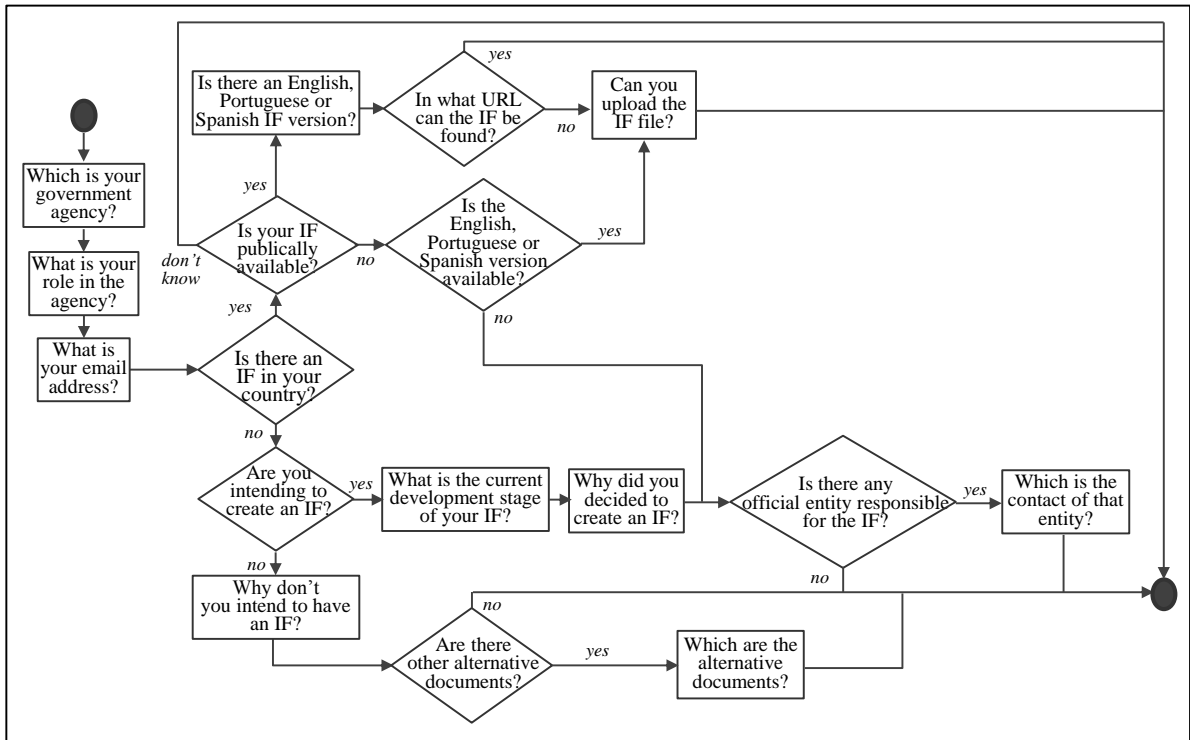 yes
Is there an English,
Portuguese or
Spanish IF version?
In what URL
can the IF be
found?
no
Can you
upload the
IF file?
Which is your
government
agency?
yes
Is your IF
publically
available?
don't
know
no
Is the
English,
Portuguese or
Spanish version
available?
yes
What is your
role in the
agency?
yes
no
What is
your email
address?
Is there an
IF in your
country?
no
Are you
intending to
create an IF?
yes
What is the current
development stage
of your IF?
Why did you
decided to
create an IF?
Is there any
official entity responsible
for the IF?
yes
Which is the
contact of that
entity?
no
no
Why don't
you intend to have
an IF?
no
Are there
other alternative
documents?
yes
Which are the
alternative
documents?